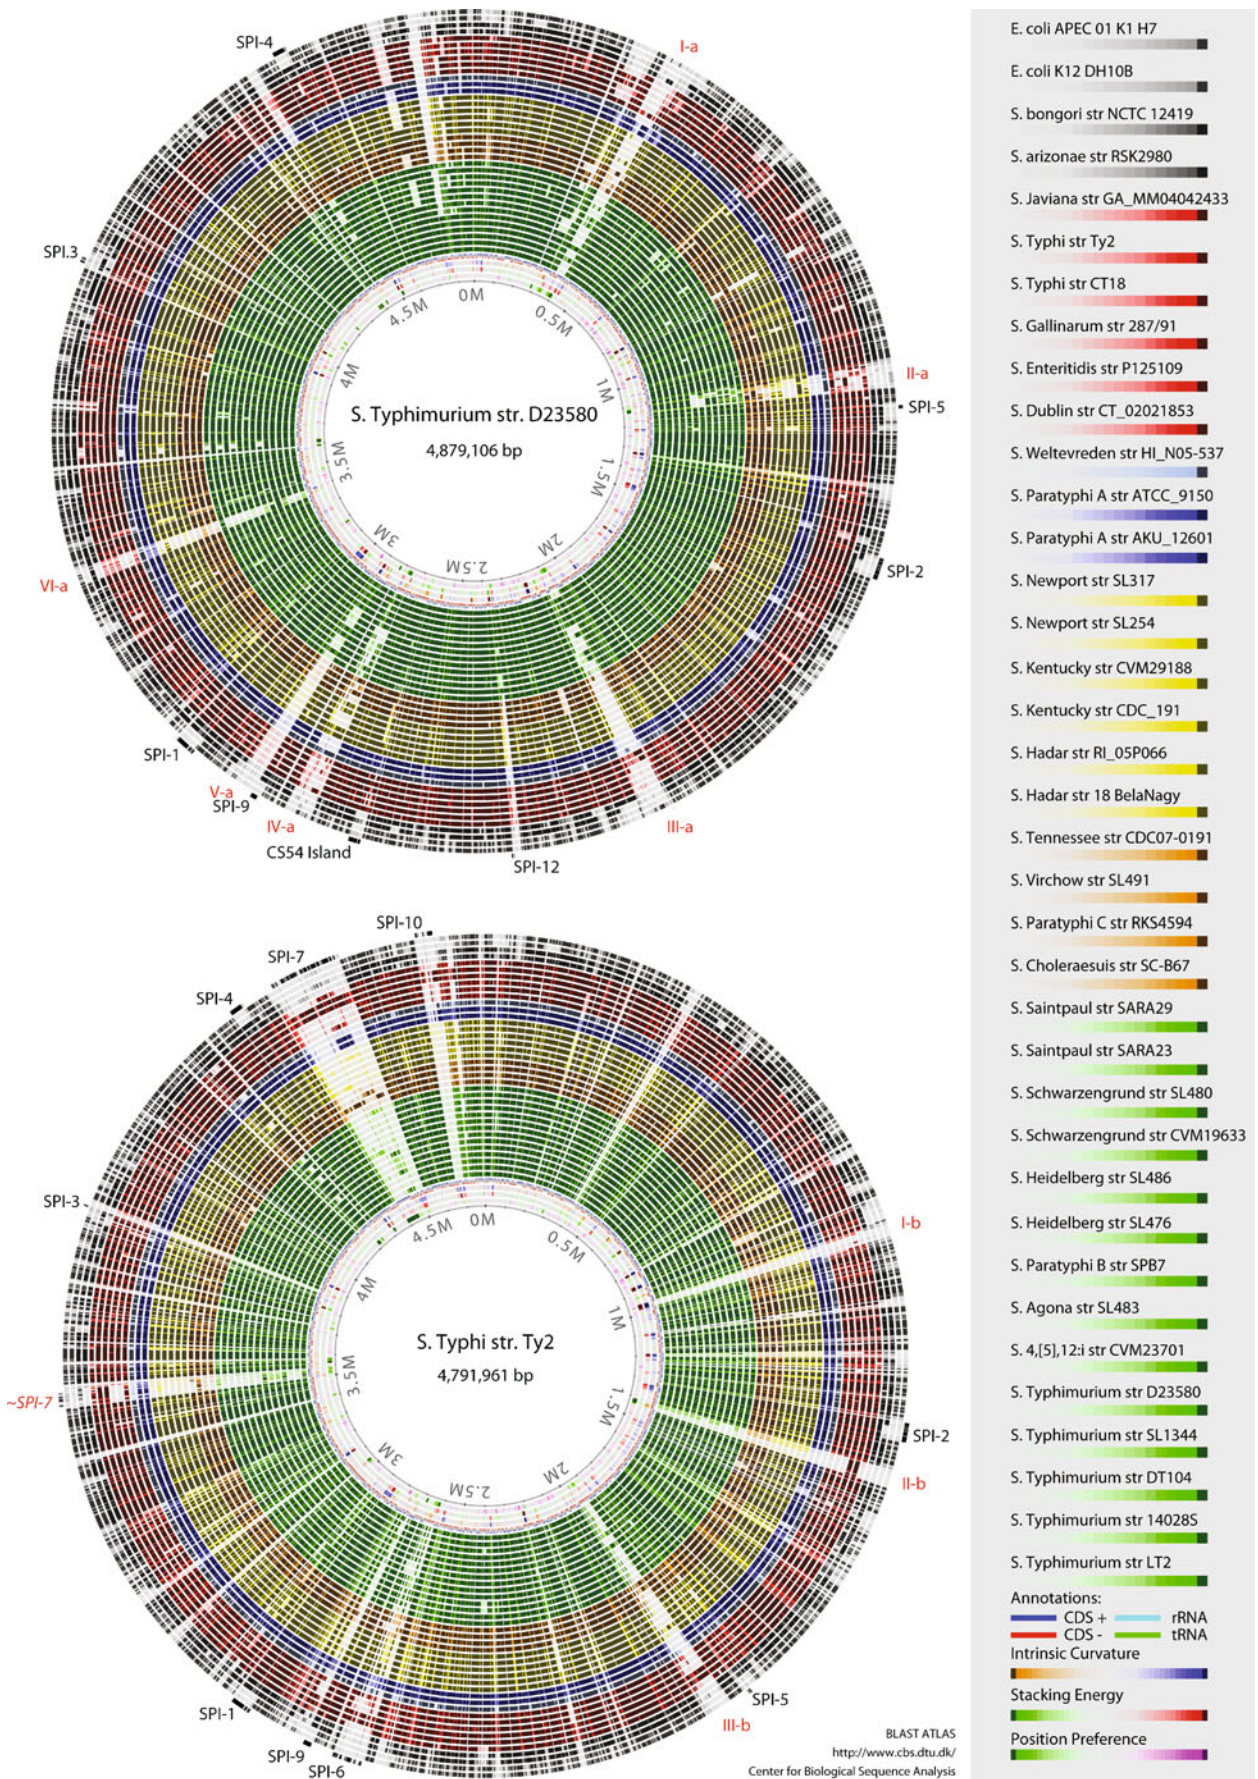 SPI-4
I-a
SPI.3
II-a
SPI-5
0M
0.5M
1M
1.5M
2M
2.5M
3M
3.5M
4M
4.5M
S. Typhimurium str. D23580
4,879,106 bp
SPI-2
VI-a
SPI-1
V-a
SPI-9
IV-a
CS54 Island
SPI-12
III-a
SPI-10
SPI-7
SPI-4
SPI-3
I-b
0M
0.5M
1M
1.5M
2M
2.5M
3M
3.5M
4M
4.5M
S. Typhi str. Ty2
4,791,961 bp
~SPI-7
SPI-2
II-b
SPI-5
III-b
SPI-1
SPI-9
SPI-6
BLAST ATLAS
http://www.cbs.dtu.dk/
Center for Biological Sequence Analysis
E. coli APEC 01 K1 H7
E. coli K12 DH10B
S. bongori str NCTC 12419
S. arizonae str RSK2980
S. Javiana str GA_MM04042433
S. Typhi str Ty2
S. Typhi str CT18
S. Gallinarum str 287/91
S. Enteritidis str P125109
S. Dublin str CT_02021853
S. Weltevreden str HI_N05-537
S. Paratyphi A str ATCC_9150
S. Paratyphi A str AKU_12601
S. Newport str SL317
S. Newport str SL254
S. Kentucky str CVM29188
S. Kentucky str CDC_191
S. Hadar str RI_05P066
S. Hadar str 18 BelaNagy
S. Tennessee str CDC07-0191
S. Virchow str SL491
S. Paratyphi C str RKS4594
S. Choleraesuis str SC-B67
S. Saintpaul str SARA29
S. Saintpaul str SARA23
S. Schwarzengrund str SL480
S. Schwarzengrund str CVM19633
S. Heidelberg str SL486
S. Heidelberg str SL476
S. Paratyphi B str SPB7
S. Agona str SL483
S. 4,[5],12:i str CVM23701
S. Typhimurium str D23580
S. Typhimurium str SL1344
S. Typhimurium str DT104
S. Typhimurium str 14028S
S. Typhimurium str LT2
Annotations:
CDS + rRNA
CDS - tRNA
Intrinsic Curvature
Stacking Energy
Position Preference